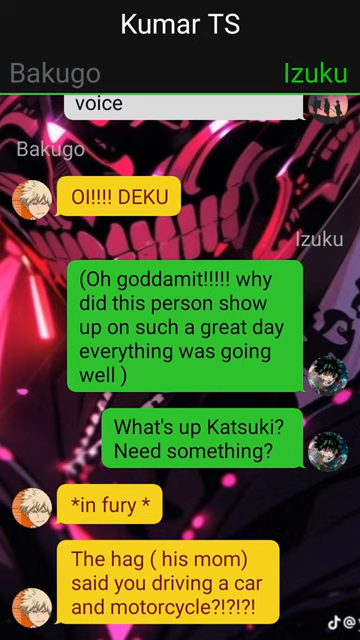 Kumar TS
Bakugo
Izuku
voice
Bakugo
OI!!!! DEKU
Izuku
(Oh goddamit!!!!! why
did this person show
up on such a great day
everything was going
well )
What's up Katsuki?
Need something?
*in fury *
The hag ( his mom)
said you driving a car
and motorcycle?!?!?!
@